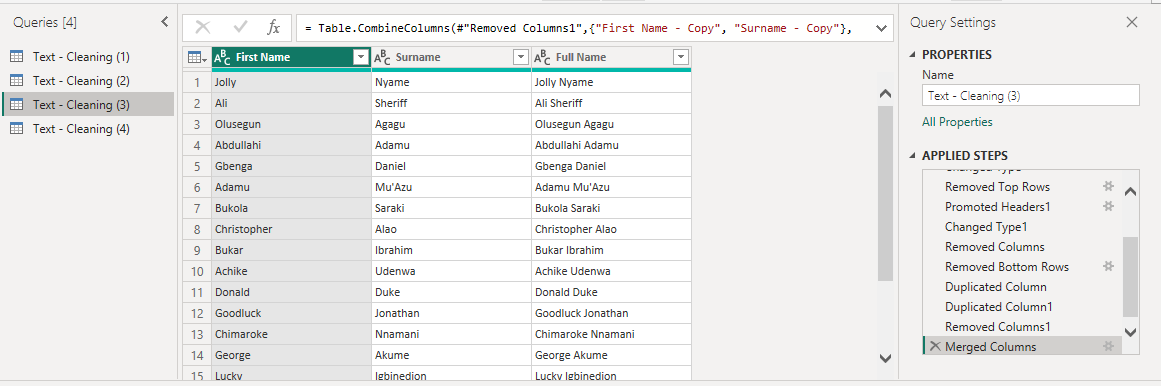 Queries [4]
Text - Cleaning (1)
Text - Cleaning (2)
Text - Cleaning (3)
Text - Cleaning (4)
fx
= Table.CombineColumns(#"Removed Columns1",{"First Name - Copy", "Surname - Copy"},
ABC First Name ABC Surname ABC Full Name
1 Jolly Nyame Jolly Nyame
2 Ali Sheriff Ali Sheriff
3 Olusegun Agagu Olusegun Agagu
4 Abdullahi Adamu Abdullahi Adamu
5 Gbenga Daniel Gbenga Daniel
6 Adamu Mu'Azu Adamu Mu'Azu
7 Bukola Saraki Bukola Saraki
8 Christopher Alao Christopher Alao
9 Bukar Ibrahim Bukar Ibrahim
10 Achike Udenwa Achike Udenwa
11 Donald Duke Donald Duke
12 Goodluck Jonathan Goodluck Jonathan
13 Chimaroke Nnamani Chimaroke Nnamani
14 George Akume George Akume
15 Lucky Igbinedion Lucky Igbinedion
Query Settings
PROPERTIES
Name
Text - Cleaning (3)
All Properties
APPLIED STEPS
Changed Type
Removed Top Rows
Promoted Headers1
Changed Type1
Removed Columns
Removed Bottom Rows
Duplicated Column
Duplicated Column1
Removed Columns1
Merged Columns